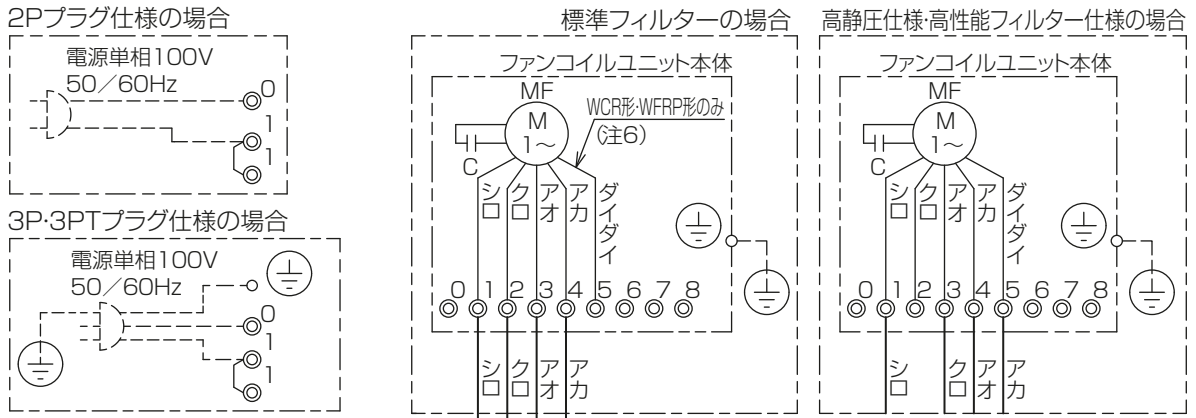 2Pプラグ仕様の場合
電源単相100V
50／60Hz
0
1
1
3P・3PTプラグ仕様の場合
電源単相100V
50／60Hz
0
1
1
標準フィルターの場合
ファンコイルユニット本体
MF
M
1～
C
WCR形・WFRP形のみ
（注6）
シロ
クロ
アオ
アカ
ダイダイ
0 1 2 3 4 5 6 7 8
シロ
クロ
アオ
アカ
高静圧仕様・高性能フィルター仕様の場合
ファンコイルユニット本体
MF
M
1～
C
シロ
クロ
アオ
アカ
ダイダイ
0 1 2 3 4 5 6 7 8
シロ
クロ
アオ
アカ